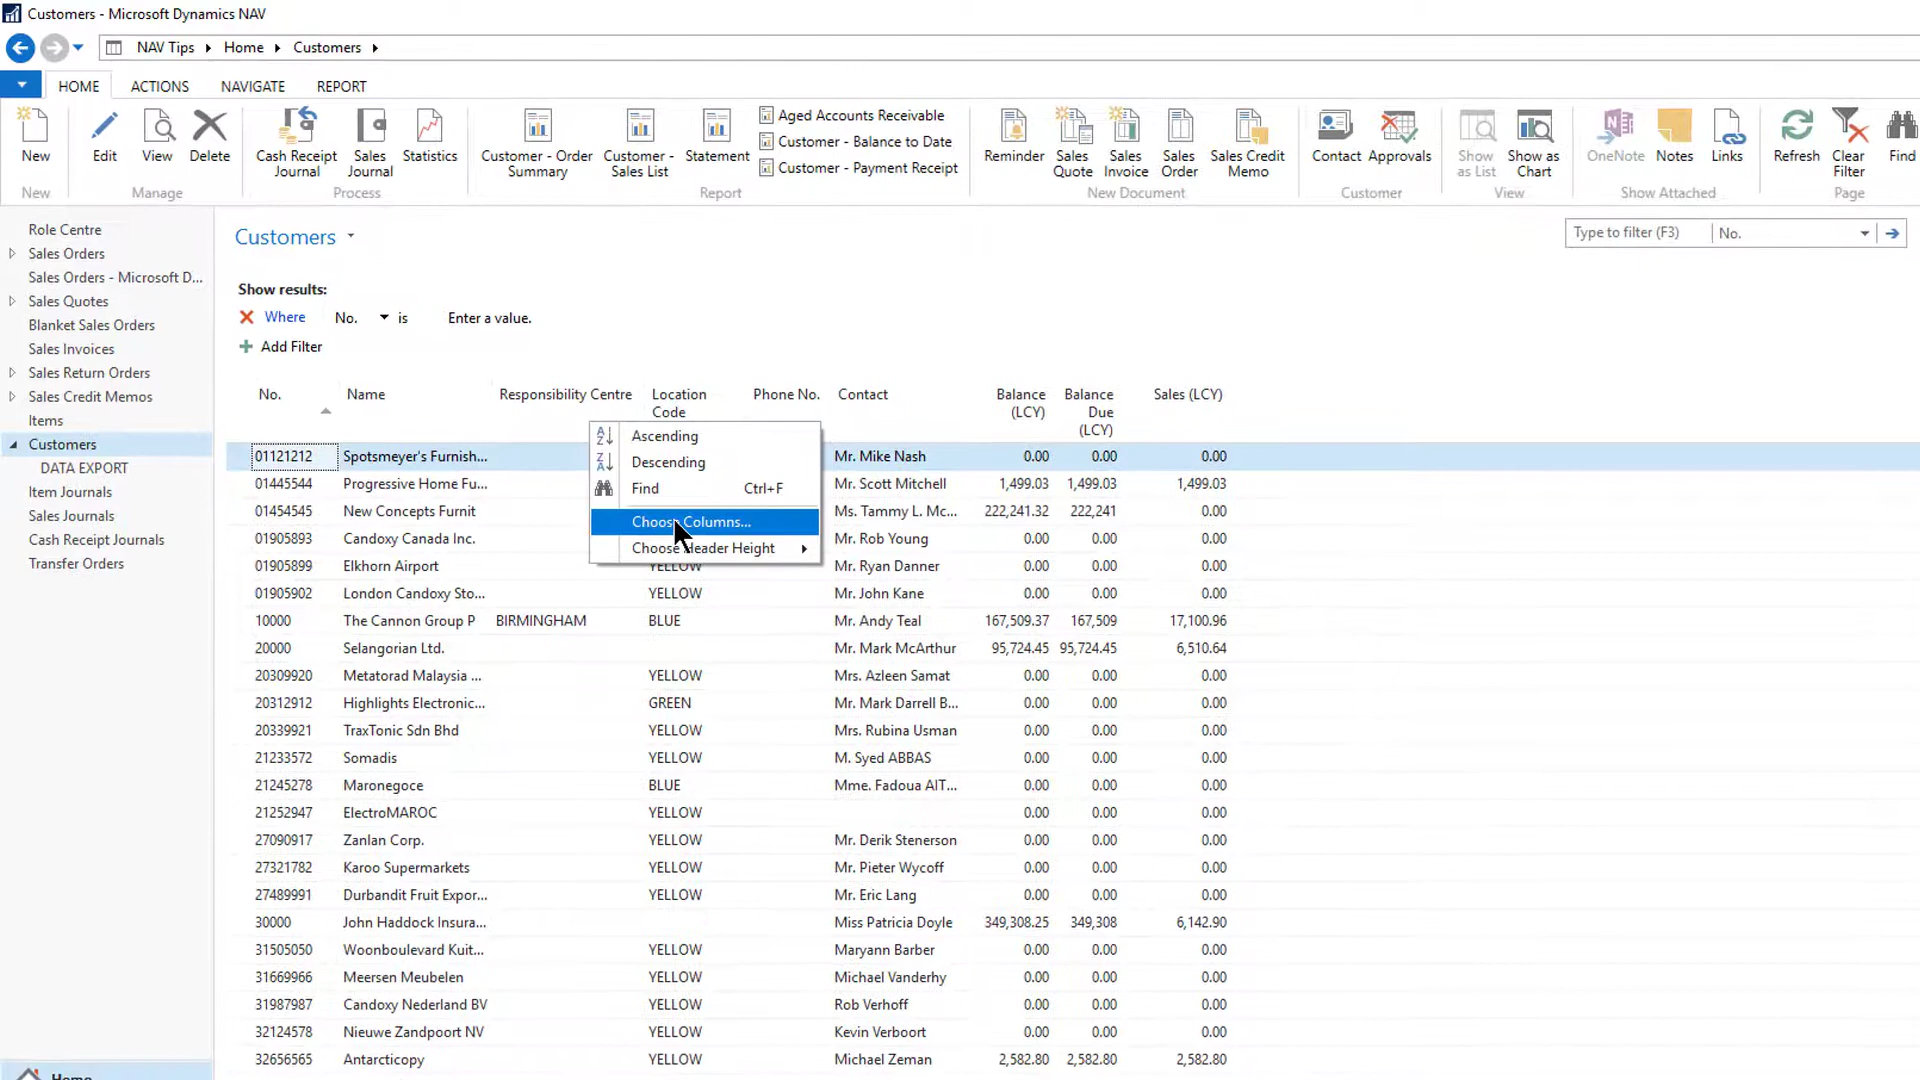 Customers - Microsoft Dynamics NAV
NAV Tips Home Customers
HOME ACTIONS NAVIGATE REPORT
New
New
Edit View Delete
Manage
Cash Receipt Journal
Sales Journal
Statistics
Process
Customer - Order Summary
Customer - Sales List
Statement
Aged Accounts Receivable
Customer - Balance to Date
Customer - Payment Receipt
Report
Reminder
Sales Quote
Sales Invoice
Sales Order
Sales Credit Memo
New Document
Contact Approvals
Customer
Show as List
Show as Chart
View
OneNote Notes Links
Show Attached
Refresh
Clear Filter
Find
Page
Role Centre
Sales Orders
Sales Orders - Microsoft D...
Sales Quotes
Blanket Sales Orders
Sales Invoices
Sales Return Orders
Sales Credit Memos
Items
Customers
DATA EXPORT
Item Journals
Sales Journals
Cash Receipt Journals
Transfer Orders
Home
Customers
Type to filter (F3) No.
Show results:
Where No. is Enter a value.
Add Filter
No. Name Responsibility Centre Location Code Phone No. Contact Balance (LCY) Balance Due (LCY) Sales (LCY)
Ascending
Descending
Find Ctrl+F
Choose Columns...
Choose Header Height
01121212 Spotsmeyer's Furnish... Mr. Mike Nash 0.00 0.00 0.00
01445544 Progressive Home Fu... Mr. Scott Mitchell 1,499.03 1,499.03 1,499.03
01454545 New Concepts Furnit Ms. Tammy L. Mc... 222,241.32 222,241 0.00
01905893 Candoxy Canada Inc. Mr. Rob Young 0.00 0.00 0.00
01905899 Elkhorn Airport YELLOW Mr. Ryan Danner 0.00 0.00 0.00
01905902 London Candoxy Sto... YELLOW Mr. John Kane 0.00 0.00 0.00
10000 The Cannon Group P BIRMINGHAM BLUE Mr. Andy Teal 167,509.37 167,509 17,100.96
20000 Selangorian Ltd. Mr. Mark McArthur 95,724.45 95,724.45 6,510.64
20309920 Metatorad Malaysia ... YELLOW Mrs. Azleen Samat 0.00 0.00 0.00
20312912 Highlights Electronic... GREEN Mr. Mark Darrell B... 0.00 0.00 0.00
20339921 TraxTonic Sdn Bhd YELLOW Mrs. Rubina Usman 0.00 0.00 0.00
21233572 Somadis YELLOW M. Syed ABBAS 0.00 0.00 0.00
21245278 Maronegoce BLUE Mme. Fadoua AIT... 0.00 0.00 0.00
21252947 ElectroMAROC YELLOW 0.00 0.00 0.00
27090917 Zanlan Corp. YELLOW Mr. Derik Stenerson 0.00 0.00 0.00
27321782 Karoo Supermarkets YELLOW Mr. Pieter Wycoff 0.00 0.00 0.00
27489991 Durbandit Fruit Expor... YELLOW Mr. Eric Lang 0.00 0.00 0.00
30000 John Haddock Insura... Miss Patricia Doyle 349,308.25 349,308 6,142.90
31505050 Woonboulevard Kuit... YELLOW Maryann Barber 0.00 0.00 0.00
31669966 Meersen Meubelen YELLOW Michael Vanderhy 0.00 0.00 0.00
31987987 Candoxy Nederland BV YELLOW Rob Verhoff 0.00 0.00 0.00
32124578 Nieuwe Zandpoort NV YELLOW Kevin Verboort 0.00 0.00 0.00
32656565 Antarcticopy YELLOW Michael Zeman 2,582.80 2,582.80 2,582.80